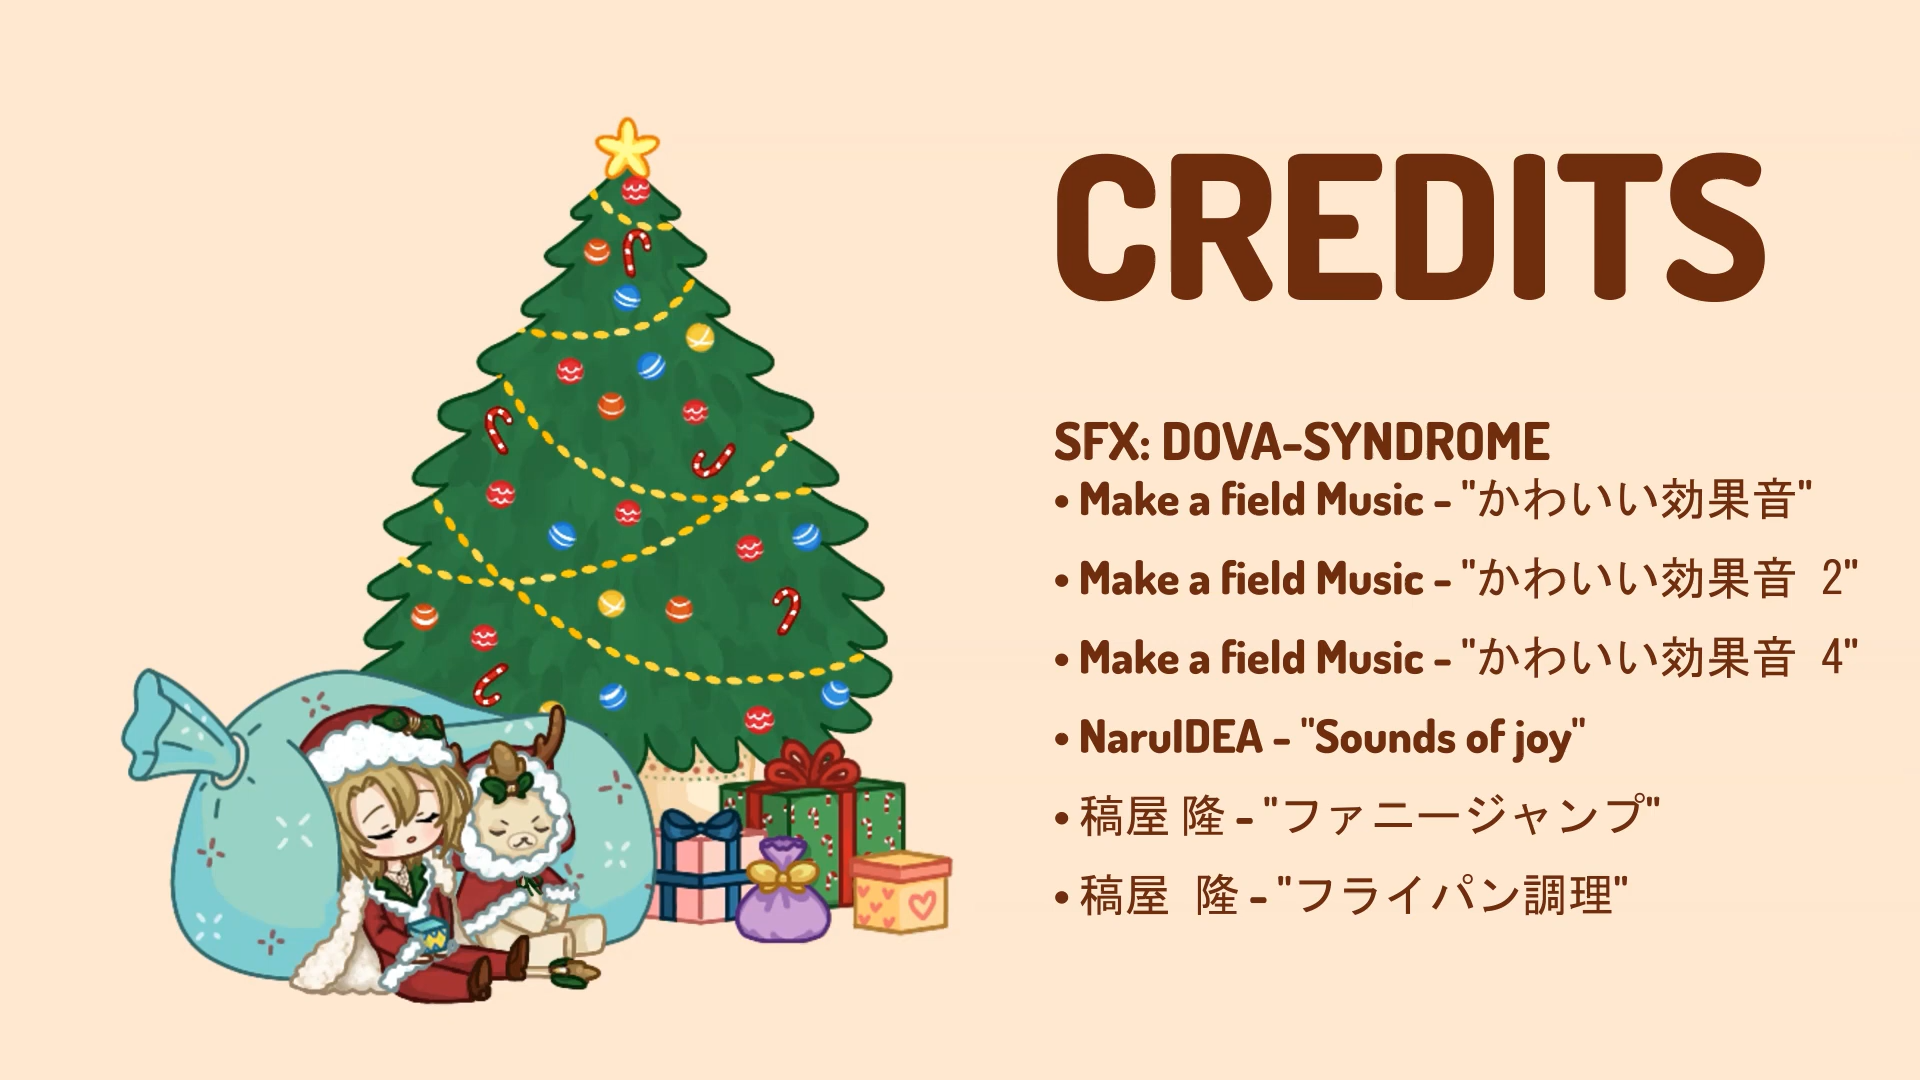 CREDITS
SFX: DOVA-SYNDROME
• Make a field Music - "かわいい効果音"
• Make a field Music - "かわいい効果音 2"
• Make a field Music - "かわいい効果音 4"
• NaruIDEA - "Sounds of joy"
• 稿屋 隆 - "ファニージャンプ"
• 稿屋 隆 - "フライパン調理"